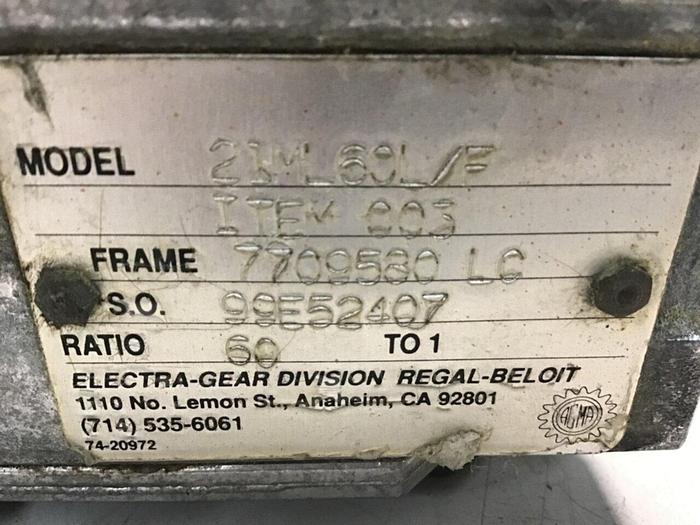 MODEL 21ML60L/F
ITEM 003
FRAME 7709580 LC
S.O. 99E52407
RATIO 60 TO 1
ELECTRA-GEAR DIVISION REGAL-BELOIT
1110 No. Lemon St., Anaheim, CA 92801
(714) 535-6061
74-20972
AGMA